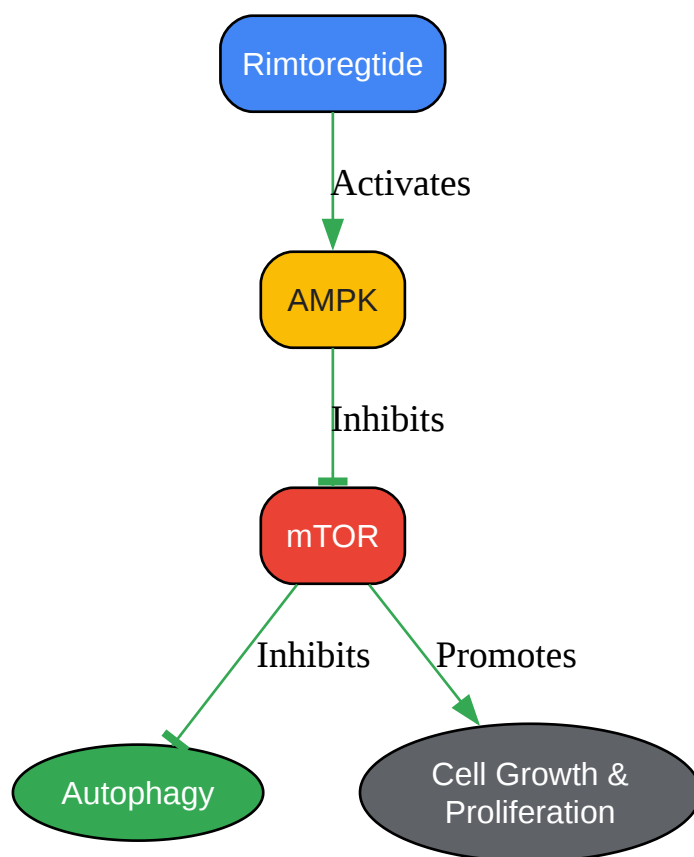 Rimtoregtide
Activates
AMPK
Inhibits
mTOR
Inhibits
Promotes
Autophagy
Cell Growth &
Proliferation